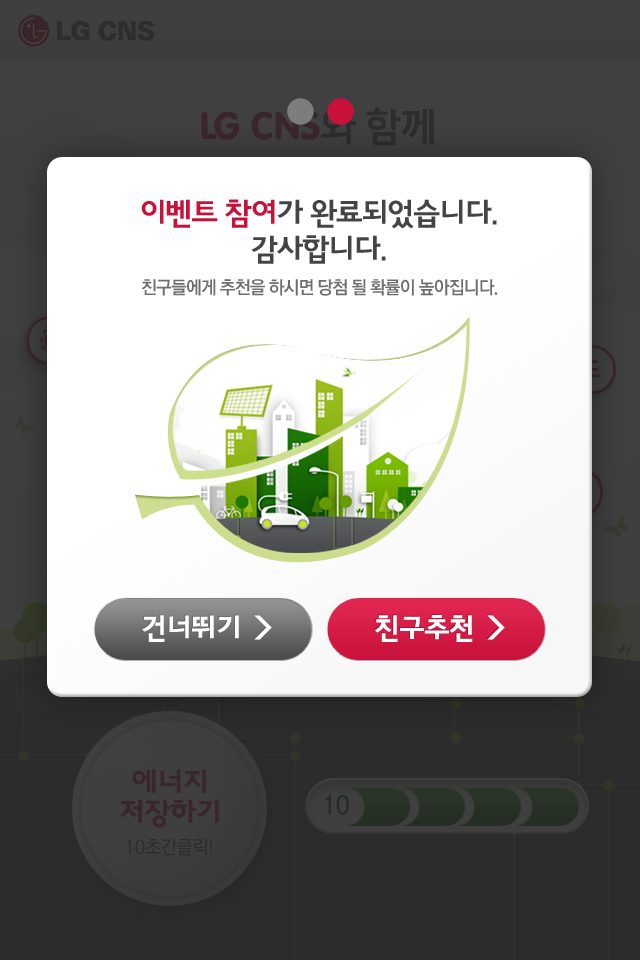 LG CNS
LG CNS와 함께
이벤트 참여가 완료되었습니다.
감사합니다.
친구들에게 추천을 하시면 당첨 될 확률이 높아집니다.
건너뛰기
친구추천
에너지
저장하기
10초간클릭!
10